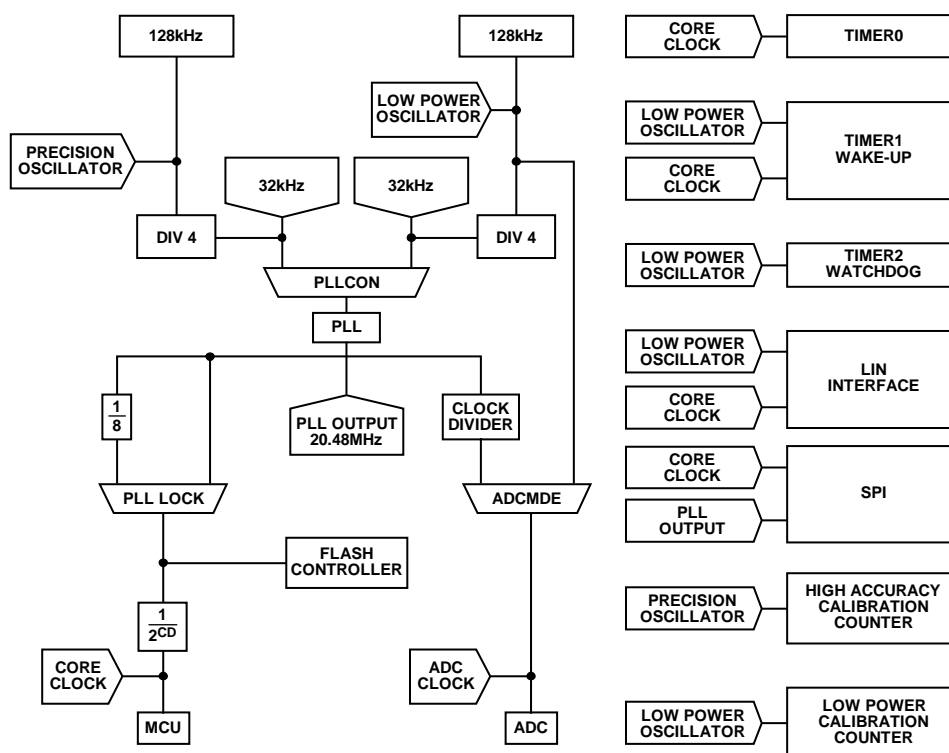 128kHz
128kHz
LOW POWER
OSCILLATOR
PRECISION
OSCILLATOR
32kHz
32kHz
DIV 4
DIV 4
PLLCON
PLL
1
8
PLL OUTPUT
20.48MHz
CLOCK
DIVIDER
PLL LOCK
ADCMDE
FLASH
CONTROLLER
1
2CD
CORE
CLOCK
ADC
CLOCK
MCU
ADC
CORE
CLOCK
TIMER0
LOW POWER
OSCILLATOR
CORE
CLOCK
TIMER1
WAKE-UP
LOW POWER
OSCILLATOR
TIMER2
WATCHDOG
LOW POWER
OSCILLATOR
CORE
CLOCK
LIN
INTERFACE
CORE
CLOCK
PLL
OUTPUT
SPI
PRECISION
OSCILLATOR
HIGH ACCURACY
CALIBRATION
COUNTER
LOW POWER
OSCILLATOR
LOW POWER
CALIBRATION
COUNTER